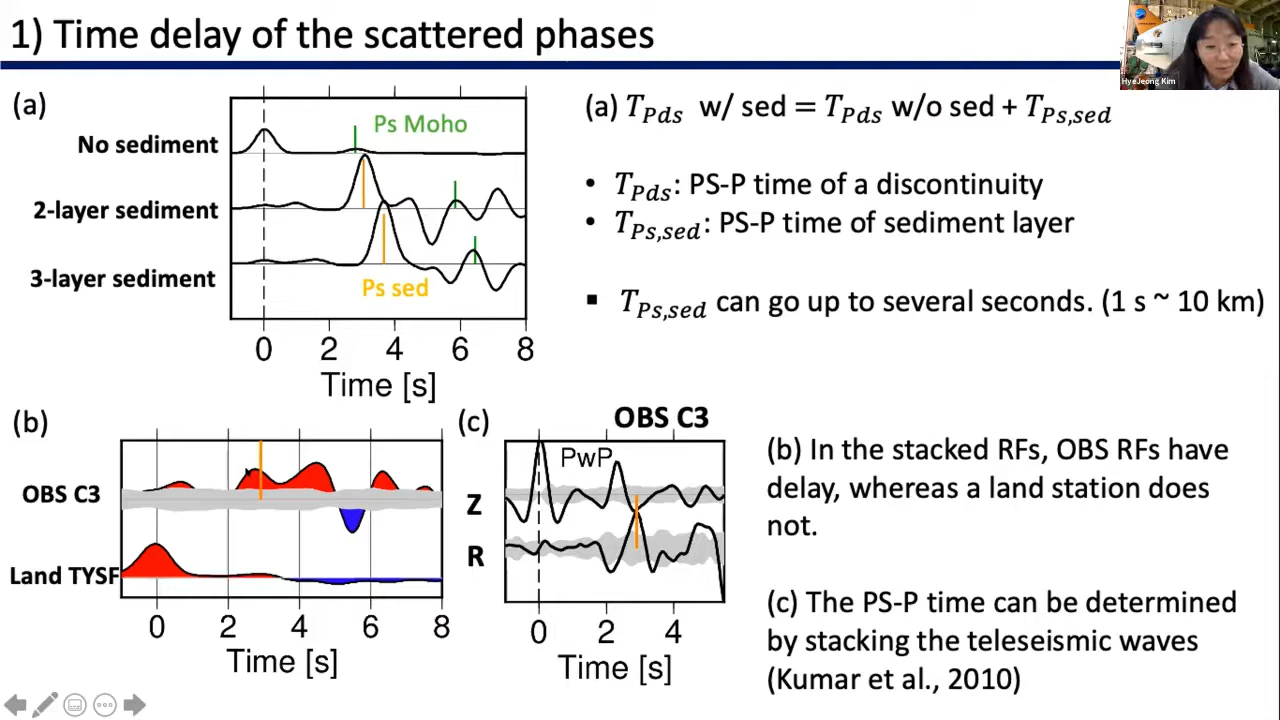 1) Time delay of the scattered phases
HyeJeong Kim
(a)
No sediment
2-layer sediment
3-layer sediment
Ps Moho
Ps sed
0 2 4 6 8
Time [s]
(a) T_Pds w/ sed = T_Pds w/o sed + T_Ps,sed
• T_Pds: PS-P time of a discontinuity
• T_Ps,sed: PS-P time of sediment layer
▪ T_Ps,sed can go up to several seconds. (1 s ~ 10 km)
(b)
OBS C3
Land TYSF
0 2 4 6 8
Time [s]
(c)
OBS C3
PwP
Z
R
0 2 4
Time [s]
(b) In the stacked RFs, OBS RFs have
delay, whereas a land station does
not.
(c) The PS-P time can be determined
by stacking the teleseismic waves
(Kumar et al., 2010)